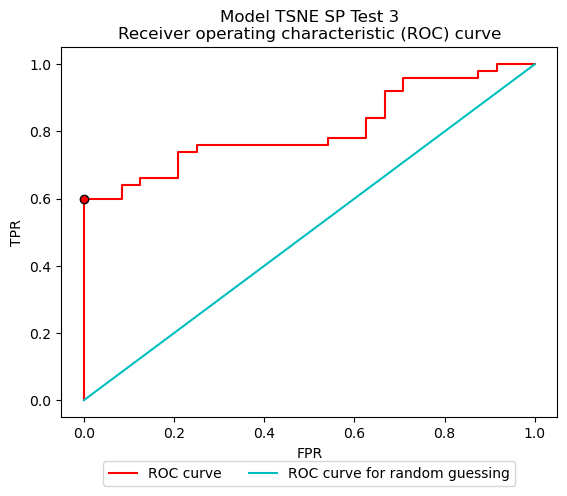 Model TSNE SP Test 3
Receiver operating characteristic (ROC) curve
1.0
0.8
0.6
0.4
0.2
0.0
TPR
0.0 0.2 0.4 0.6 0.8 1.0
FPR
ROC curve ROC curve for random guessing